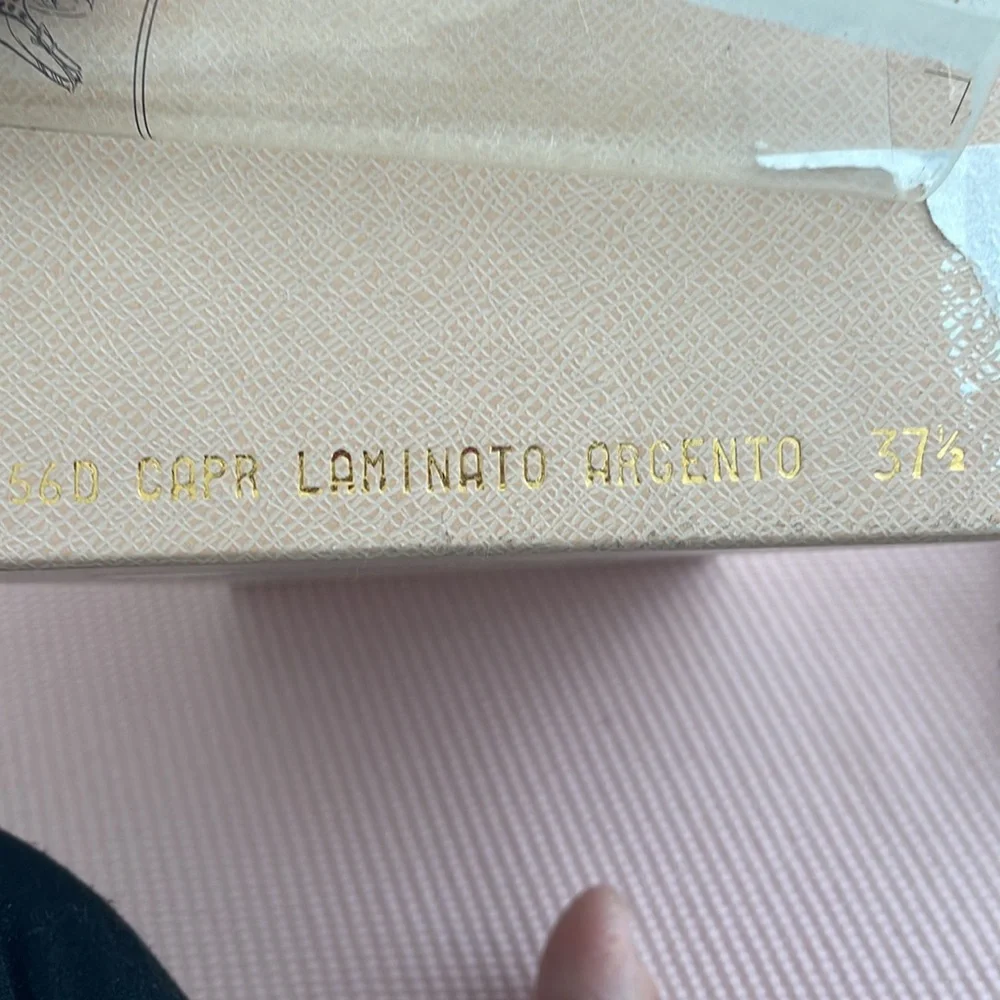 56D CAPR LAMINATO ARGENTO 37½